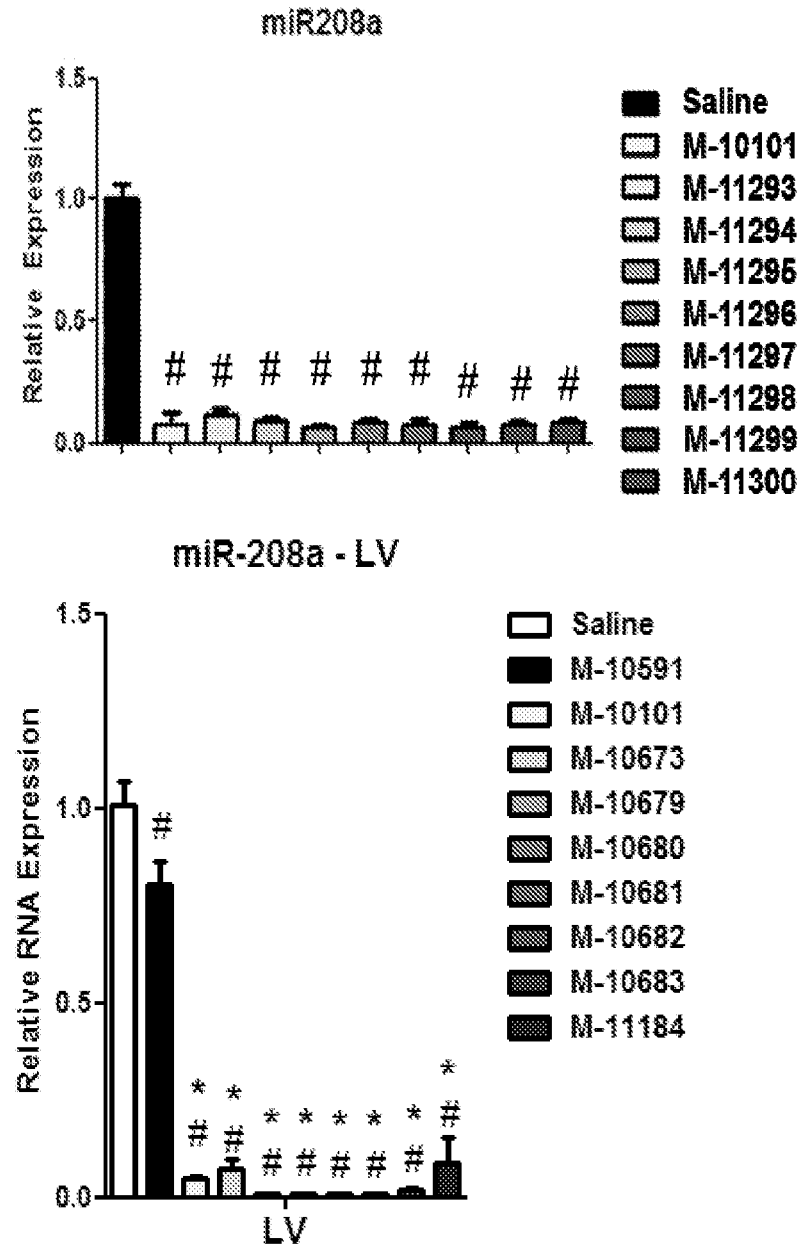 miR208a
Relative Expression
1.5
1.0
0.5
0.0
# # # # # # # # #
Saline
M-10101
M-11293
M-11294
M-11295
M-11296
M-11297
M-11298
M-11299
M-11300
miR-208a - LV
Relative RNA Expression
1.5
1.0
0.5
0.0
#
* * * * * * * *
# # # # # # # #
LV
Saline
M-10591
M-10101
M-10673
M-10679
M-10680
M-10681
M-10682
M-10683
M-11184